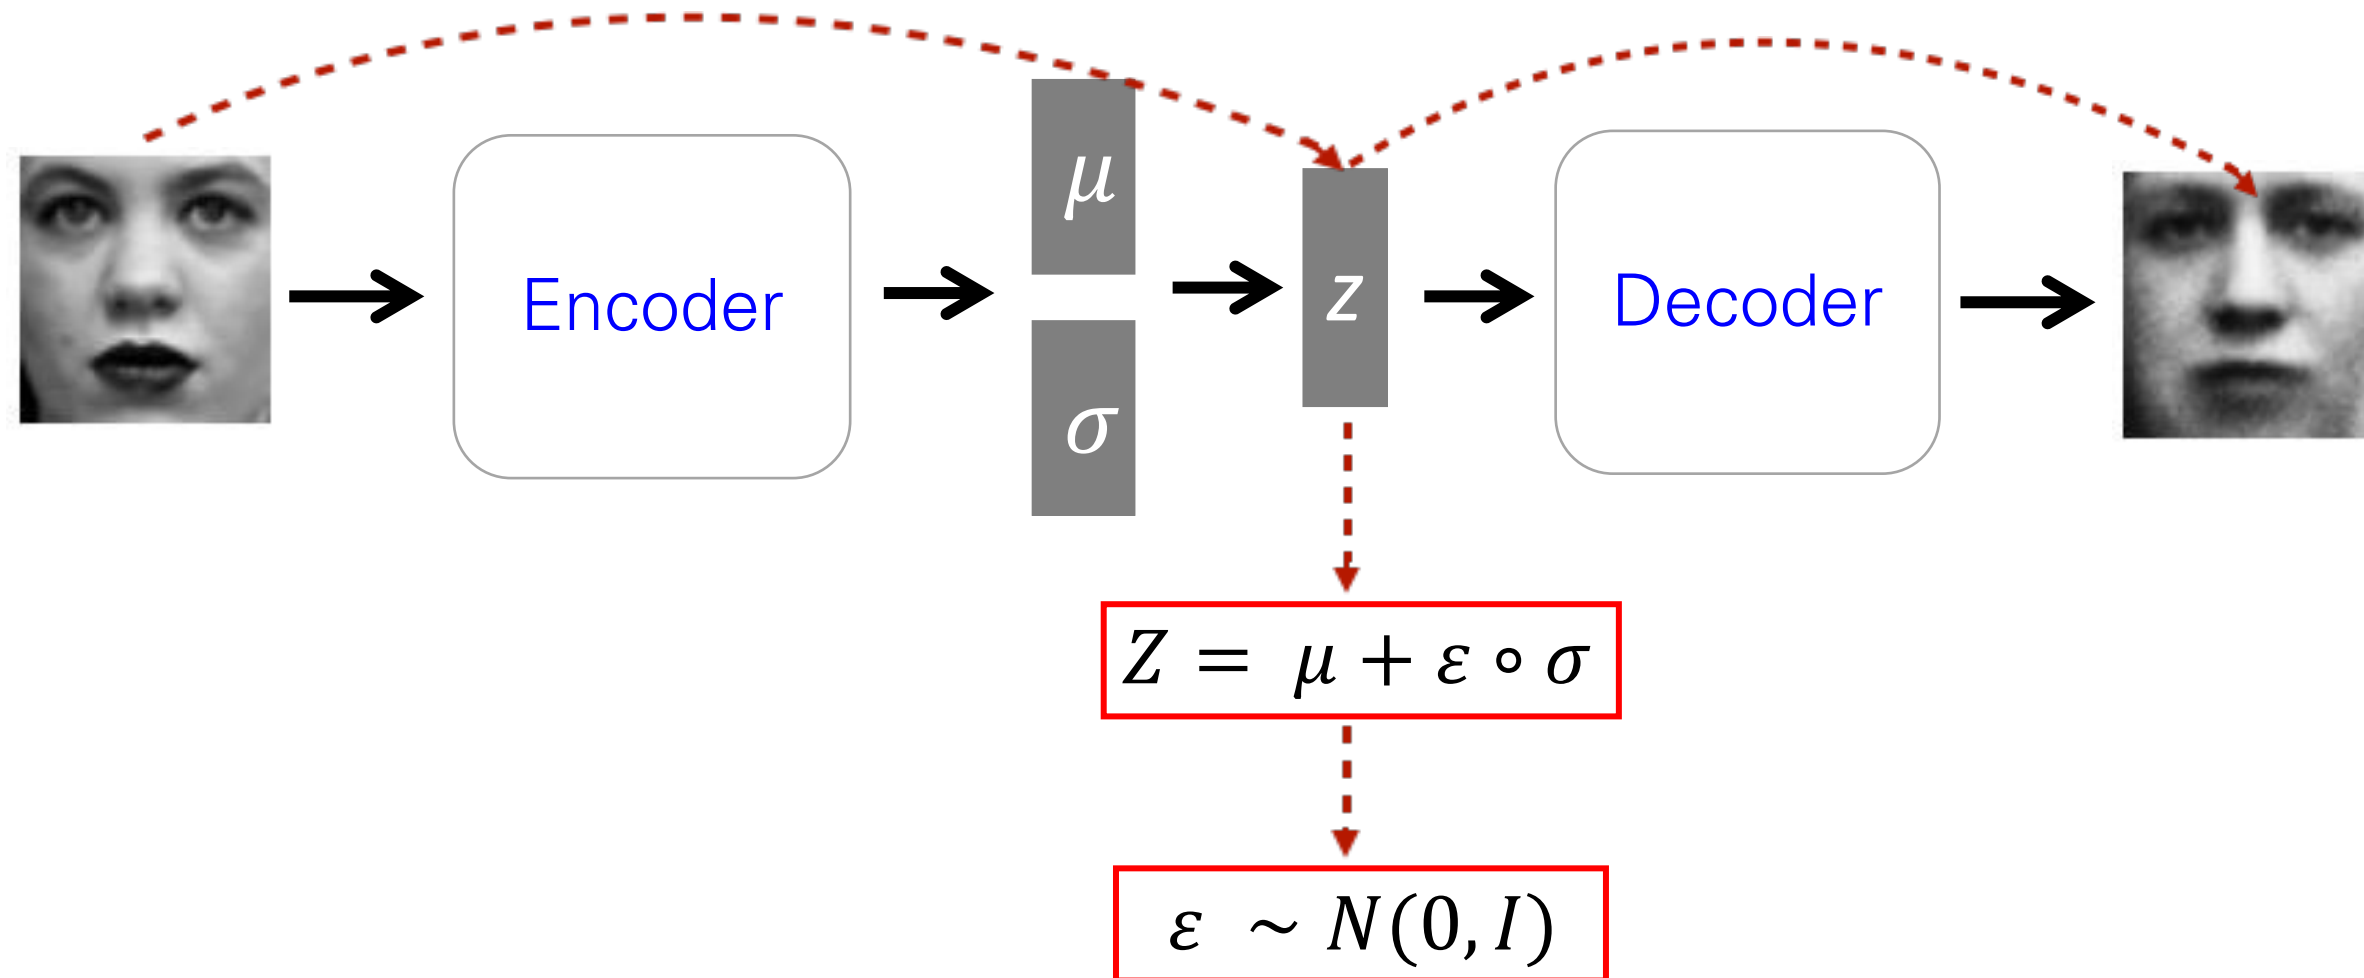 μ
Encoder
z
Decoder
σ
Z = μ + ε ∘ σ
ε ~ N(0, I)